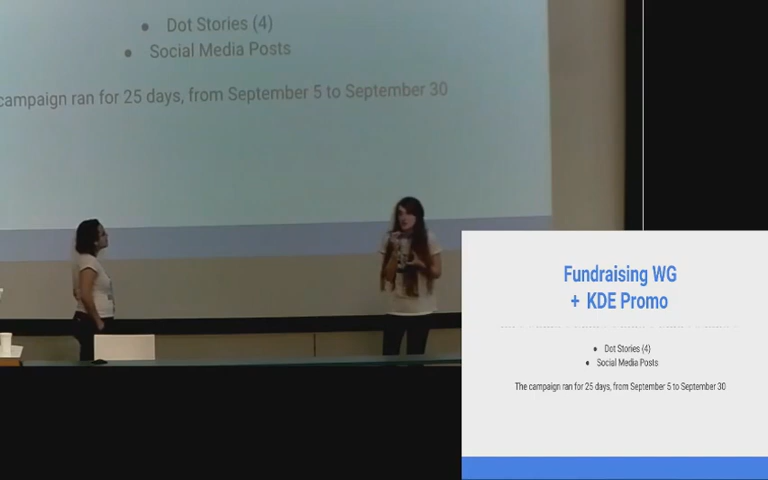 Dot Stories (4)
Social Media Posts
campaign ran for 25 days, from September 5 to September 30
Fundraising WG
+ KDE Promo
Dot Stories (4)
Social Media Posts
The campaign ran for 25 days, from September 5 to September 30